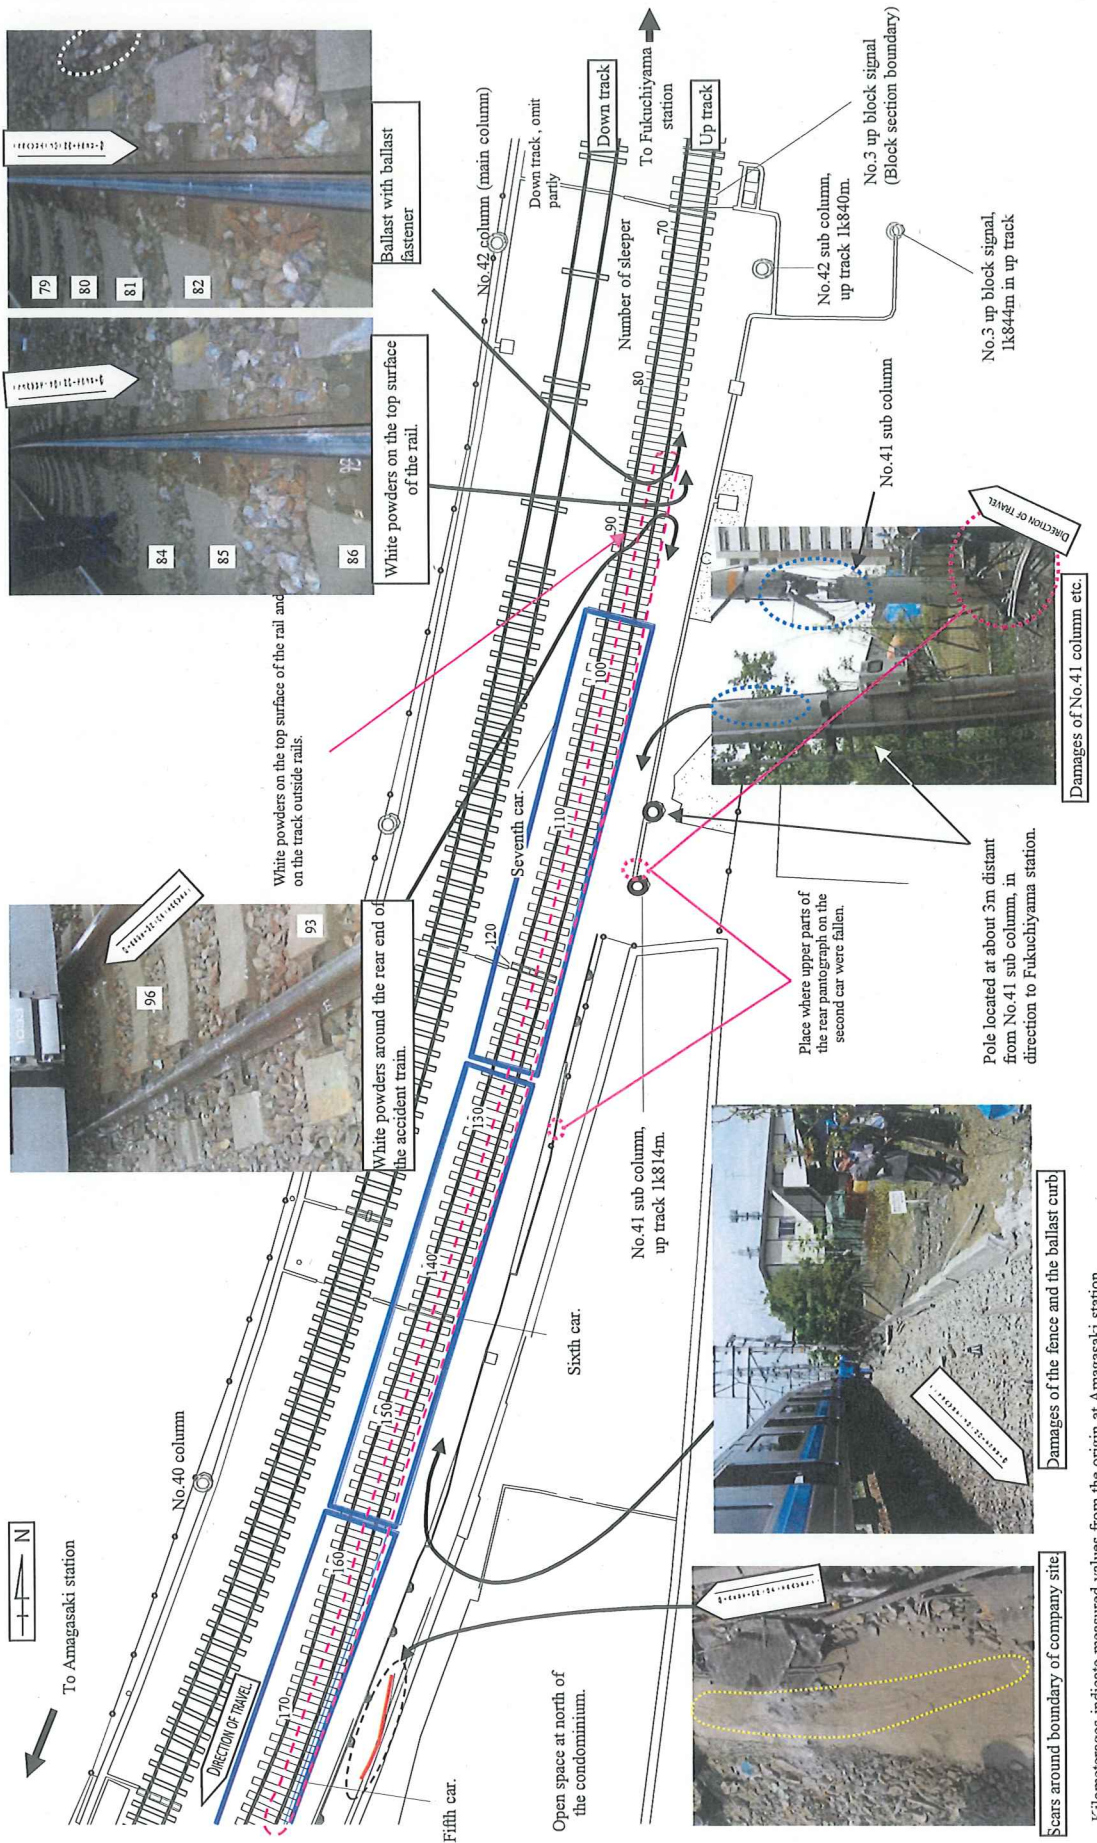 N
To Amagasaki station
DIRECTION OF TRAVEL
No.40 column
170
160
150
140
130
120
110
100
90
80
70
Fifth car.
Sixth car.
Seventh car.
Open space at north of
the condominium.
96
93
White powders around the rear end of
the accident train.
White powders on the top surface of the rail and
on the track outside rails.
84
85
86
White powders on the top surface
of the rail.
79
80
81
82
Ballast with ballast
fastener
No.42 column (main column)
Down track, omit
partly
Down track
To Fukuchiyama
station
Up track
Number of sleeper
No.42 sub column,
up track 1k840m.
No.3 up block signal
(Block section boundary)
No.3 up block signal,
1k844m in up track
No.41 sub column
DIRECTION OF TRAVEL
Damages of No.41 column etc.
Place where upper parts of
the rear pantograph on the
second car were fallen.
Pole located at about 3m distant
from No.41 sub column, in
direction to Fukuchiyama station.
No.41 sub column,
up track 1k814m.
Damages of the fence and the ballast curb
Scars around boundary of company site.
Kilometerages indicate measured values from the origin at Amagasaki station